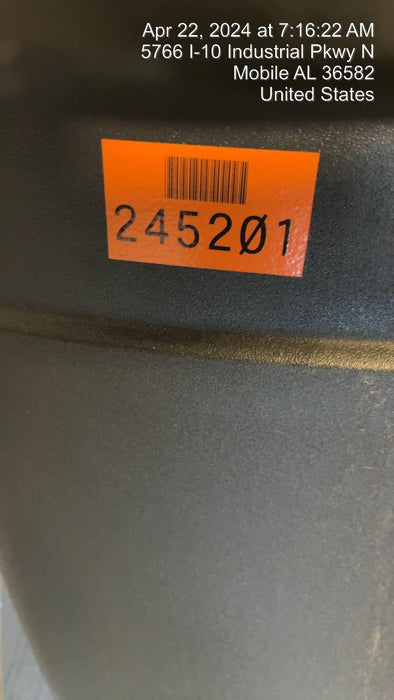 Apr 22, 2024 at 7:16:22 AM
5766 I-10 Industrial Pkwy N
Mobile AL 36582
United States
245201